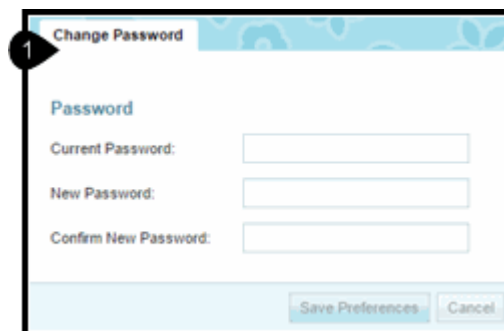 Change Password
1
Password
Current Password:
New Password:
Confirm New Password:
Save Preferences Cancel